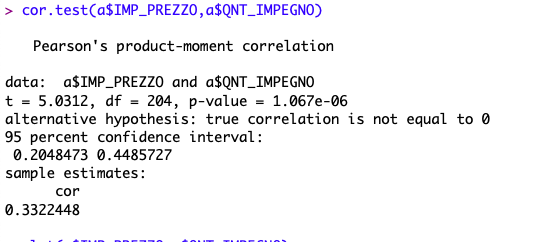 > cor.test(a$IMP_PREZZO,a$QNT_IMPEGNO)
Pearson's product-moment correlation
data:  a$IMP_PREZZO and a$QNT_IMPEGNO
t = 5.0312, df = 204, p-value = 1.067e-06
alternative hypothesis: true correlation is not equal to 0
95 percent confidence interval:
 0.2048473 0.4485727
sample estimates:
cor
0.3322448